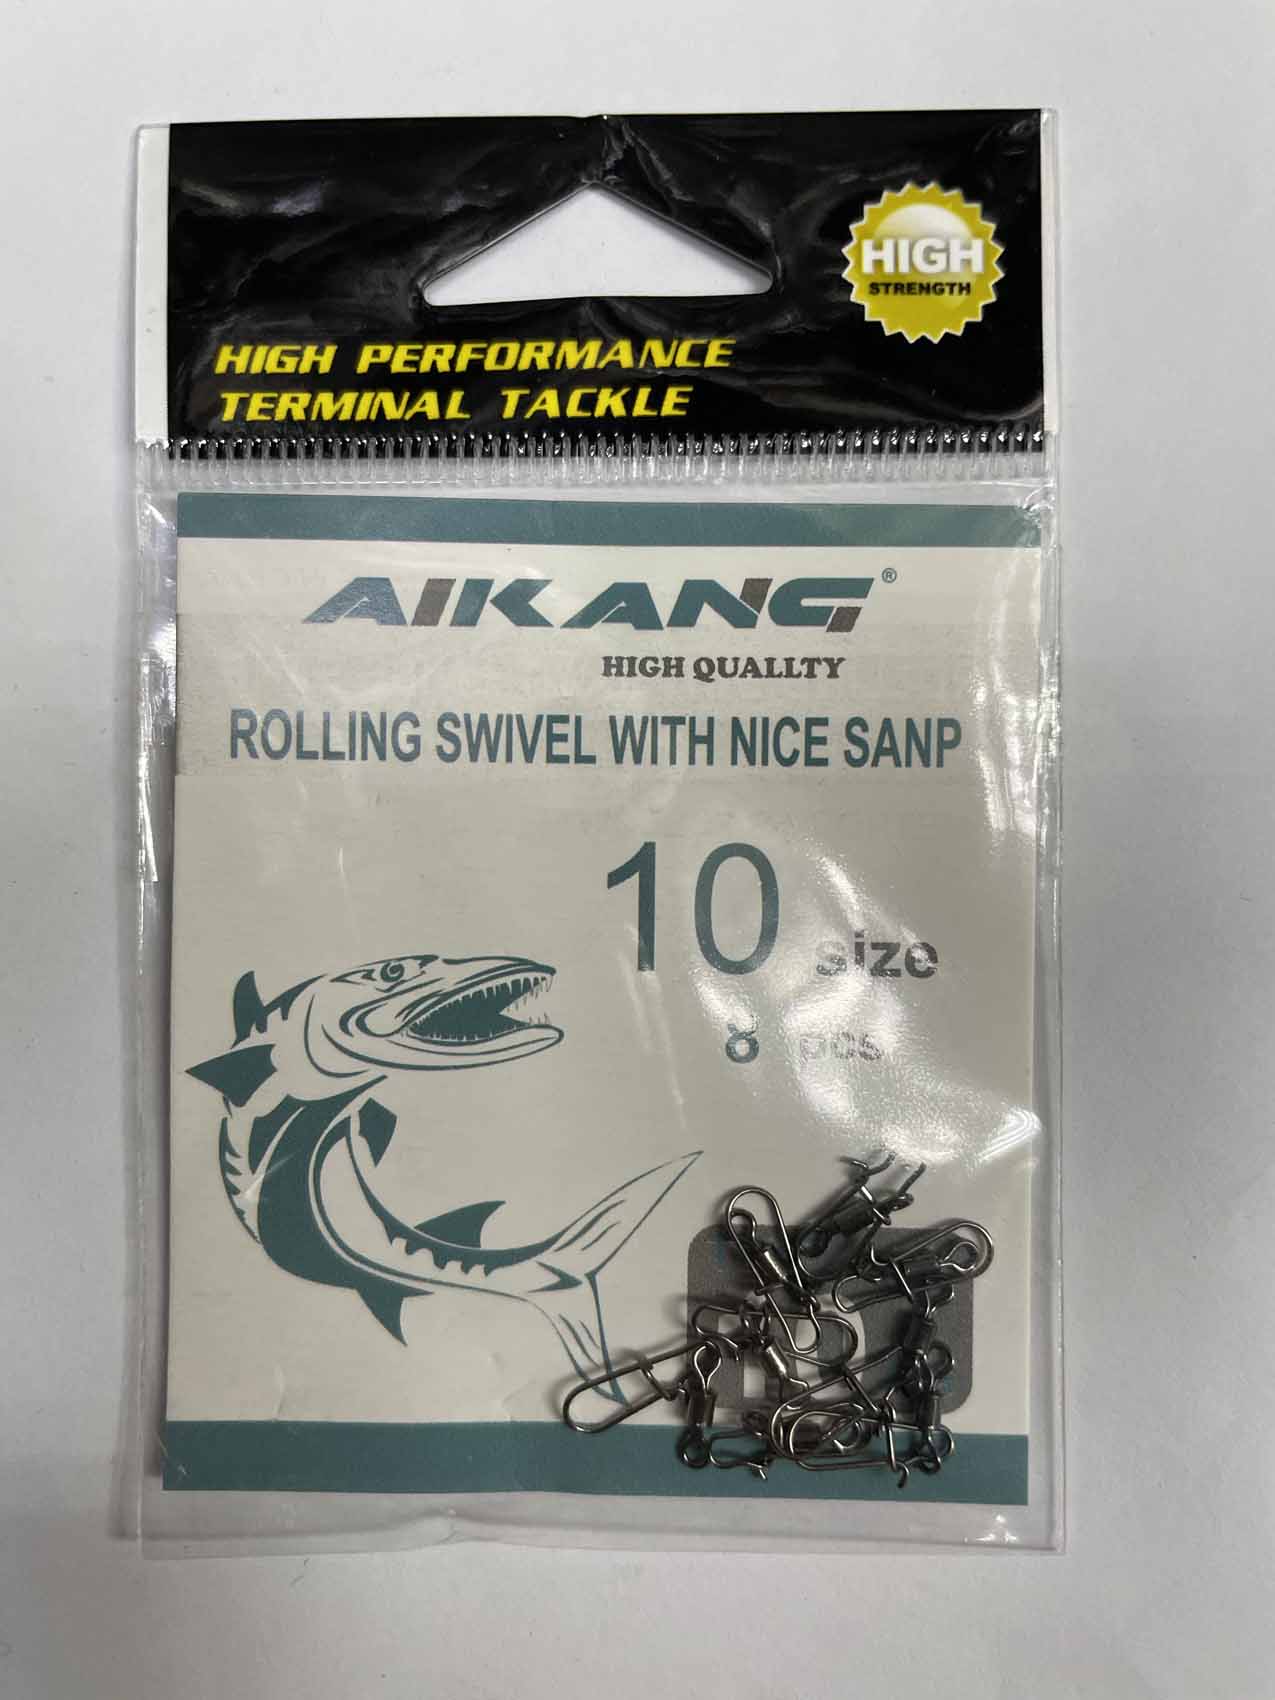 HIGH
STRENGTH
HIGH PERFORMANCE
TERMINAL TACKLE
AIKANG®
HIGH QUALLTY
ROLLING SWIVEL WITH NICE SANP
10 size
8 pcs